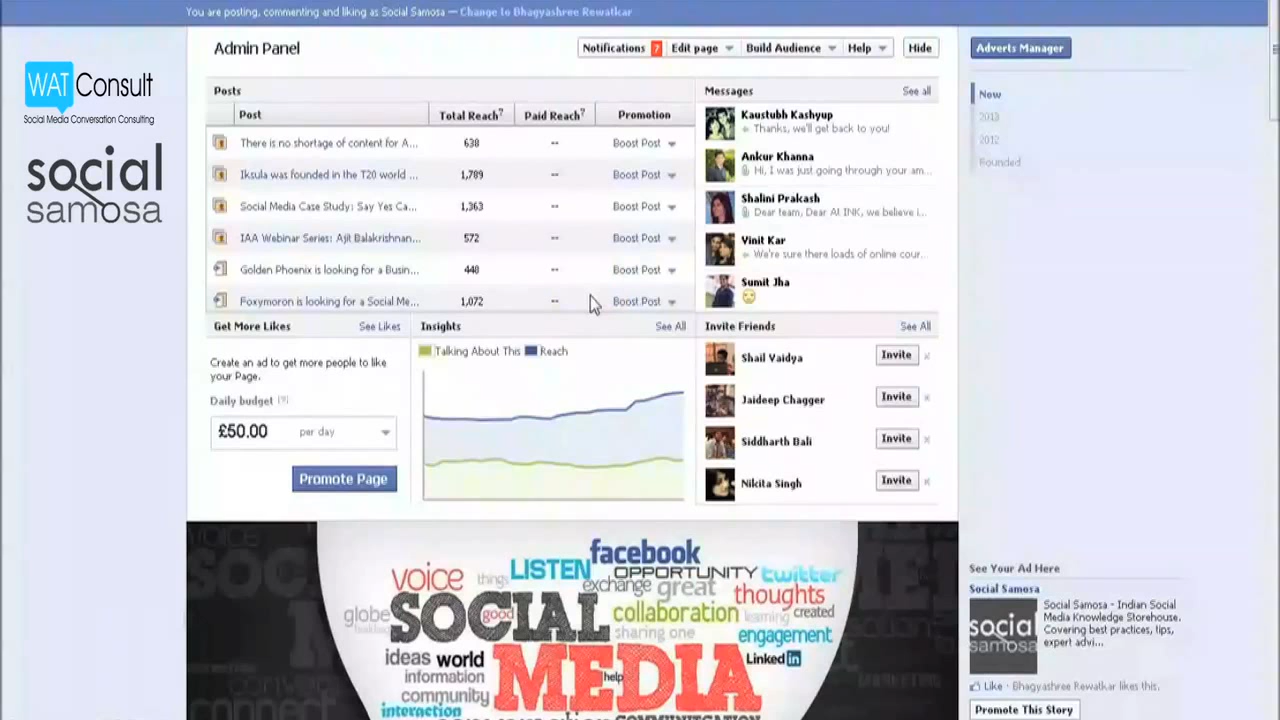 You are posting, commenting and liking as Social Samosa — Change to Bhagyashree Rewatkar
Admin Panel
Notifications 7 Edit page Build Audience Help Hide
Adverts Manager
WATConsult
Social Media Conversation Consulting
social
samosa
Posts
Post Total Reach? Paid Reach? Promotion
There is no shortage of content for A... 638 -- Boost Post
Iksula was founded in the T20 world ... 1,789 -- Boost Post
Social Media Case Study: Say Yes Ca... 1,363 -- Boost Post
IAA Webinar Series: Ajit Balakrishnan... 572 -- Boost Post
Golden Phoenix is looking for a Busin... 440 -- Boost Post
Foxymoron is looking for a Social Me... 1,072 -- Boost Post
Messages See all
Kaustubh Kashyup
Thanks, we'll get back to you!
Ankur Khanna
Hi, I was just going through your am...
Shalini Prakash
Dear team, Dear At INK, we believe i...
Vinit Kar
We're sure there loads of online cour...
Sumit Jha
Now
2013
2012
Founded
Get More Likes See Likes
Create an ad to get more people to like
your Page.
Daily budget [?]
£50.00 per day
Promote Page
Insights See All
Talking About This Reach
Invite Friends See All
Shail Vaidya Invite
Jaideep Chagger Invite
Siddharth Bali Invite
Nikita Singh Invite
facebook
voice things LISTEN OPPORTUNITY twitter
exchange great thoughts
globe SOCIAL good collaboration learning created
sharing one engagement
ideas world MEDIA Linked in
information help
community
interaction
See Your Ad Here
Social Samosa
social
samosa
Social Samosa - Indian Social
Media Knowledge Storehouse.
Covering best practices, tips,
expert advi...
Like · Bhagyashree Rewatkar likes this.
Promote This Story